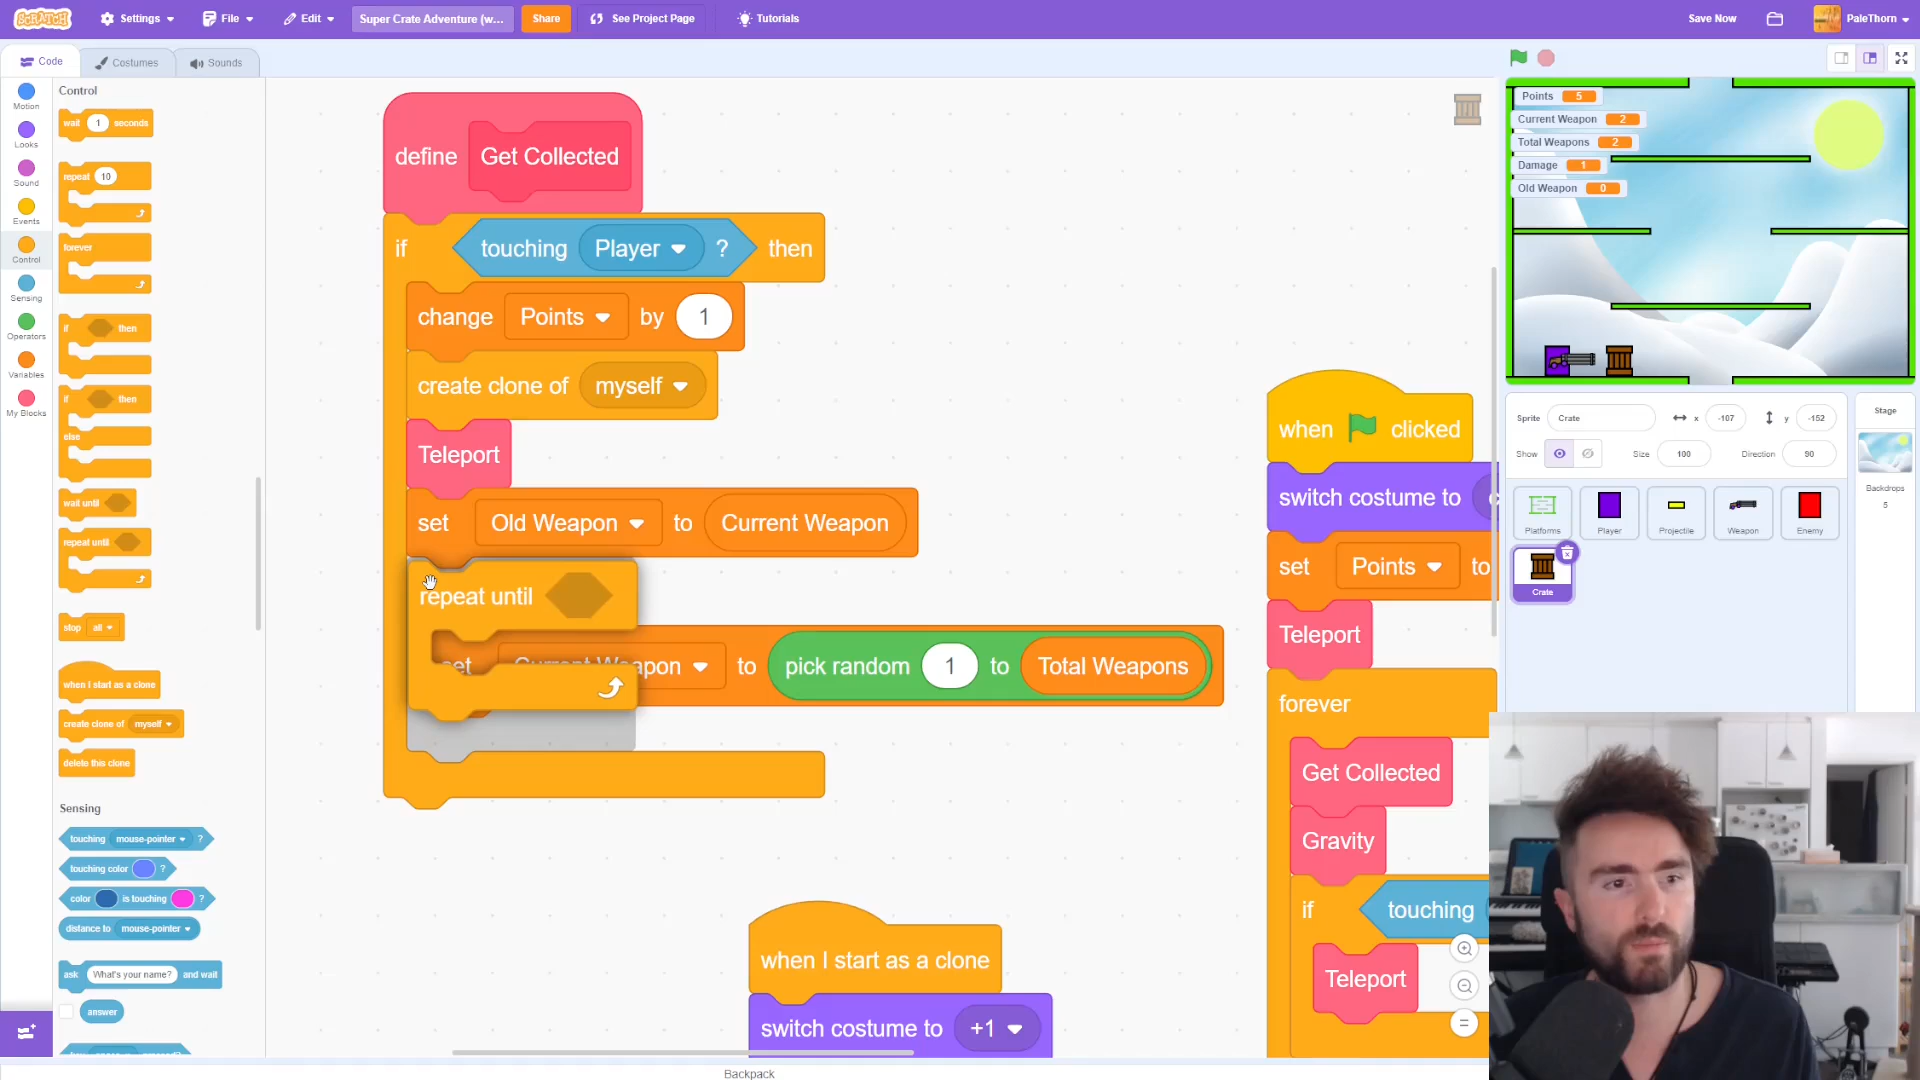 SCRATCH
Settings
File
Edit
Super Crate Adventure (w...
Share
See Project Page
Tutorials
Save Now
PaleThorn
Code
Costumes
Sounds
Motion
Looks
Sound
Events
Control
Sensing
Operators
Variables
My Blocks
Control
wait 1 seconds
repeat 10
forever
if then
if then
else
wait until
repeat until
stop all
when I start as a clone
create clone of myself
delete this clone
Sensing
touching mouse-pointer ?
touching color ?
color is touching ?
distance to mouse-pointer
ask What's your name? and wait
answer
define Get Collected
if touching Player ? then
change Points by 1
create clone of myself
Teleport
set Old Weapon to Current Weapon
repeat until
set Current Weapon to pick random 1 to Total Weapons
when I start as a clone
switch costume to +1
when clicked
switch costume to
set Points to
Teleport
forever
Get Collected
Gravity
if touching
Teleport
Backpack
Points 5
Current Weapon 2
Total Weapons 2
Damage 1
Old Weapon 0
Sprite Crate x -107 y -152
Show Size 100 Direction 90
Stage
Backdrops
5
Platforms
Player
Projectile
Weapon
Enemy
Crate